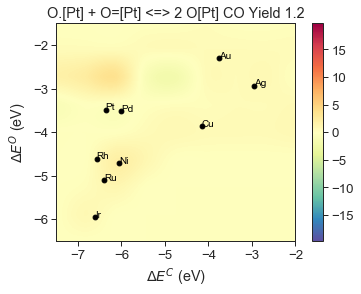 O.[Pt] + O=[Pt] <=> 2 O[Pt] CO Yield 1.2
−2
−3
−4
−5
−6
ΔE^O (eV)
Au
Ag
Pt
Pd
Cu
Rh
Ni
Ru
Ir
−7
−6
−5
−4
−3
−2
ΔE^C (eV)
15
10
5
0
−5
−10
−15